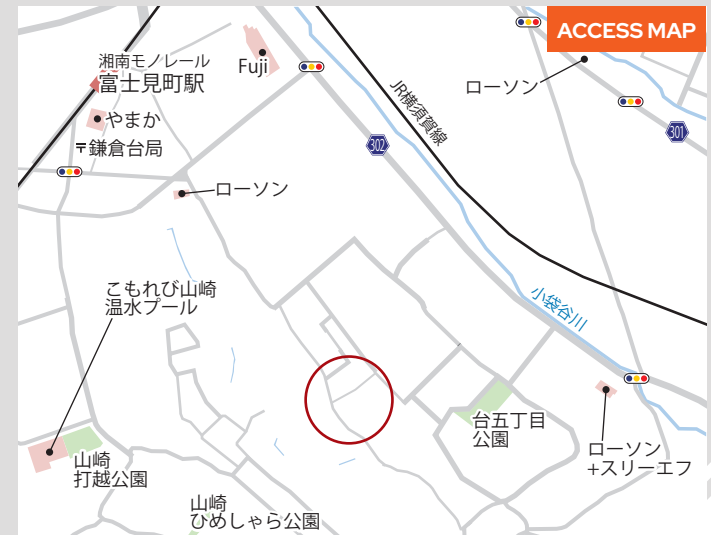 ACCESS MAP
湘南モノレール
富士見町駅
Fuji
ローソン
JR横須賀線
やまか
〒鎌倉台局
302
301
ローソン
こもれび山崎
温水プール
小袋谷川
台五丁目
公園
ローソン
+スリーエフ
山崎
打越公園
山崎
ひめしゃら公園